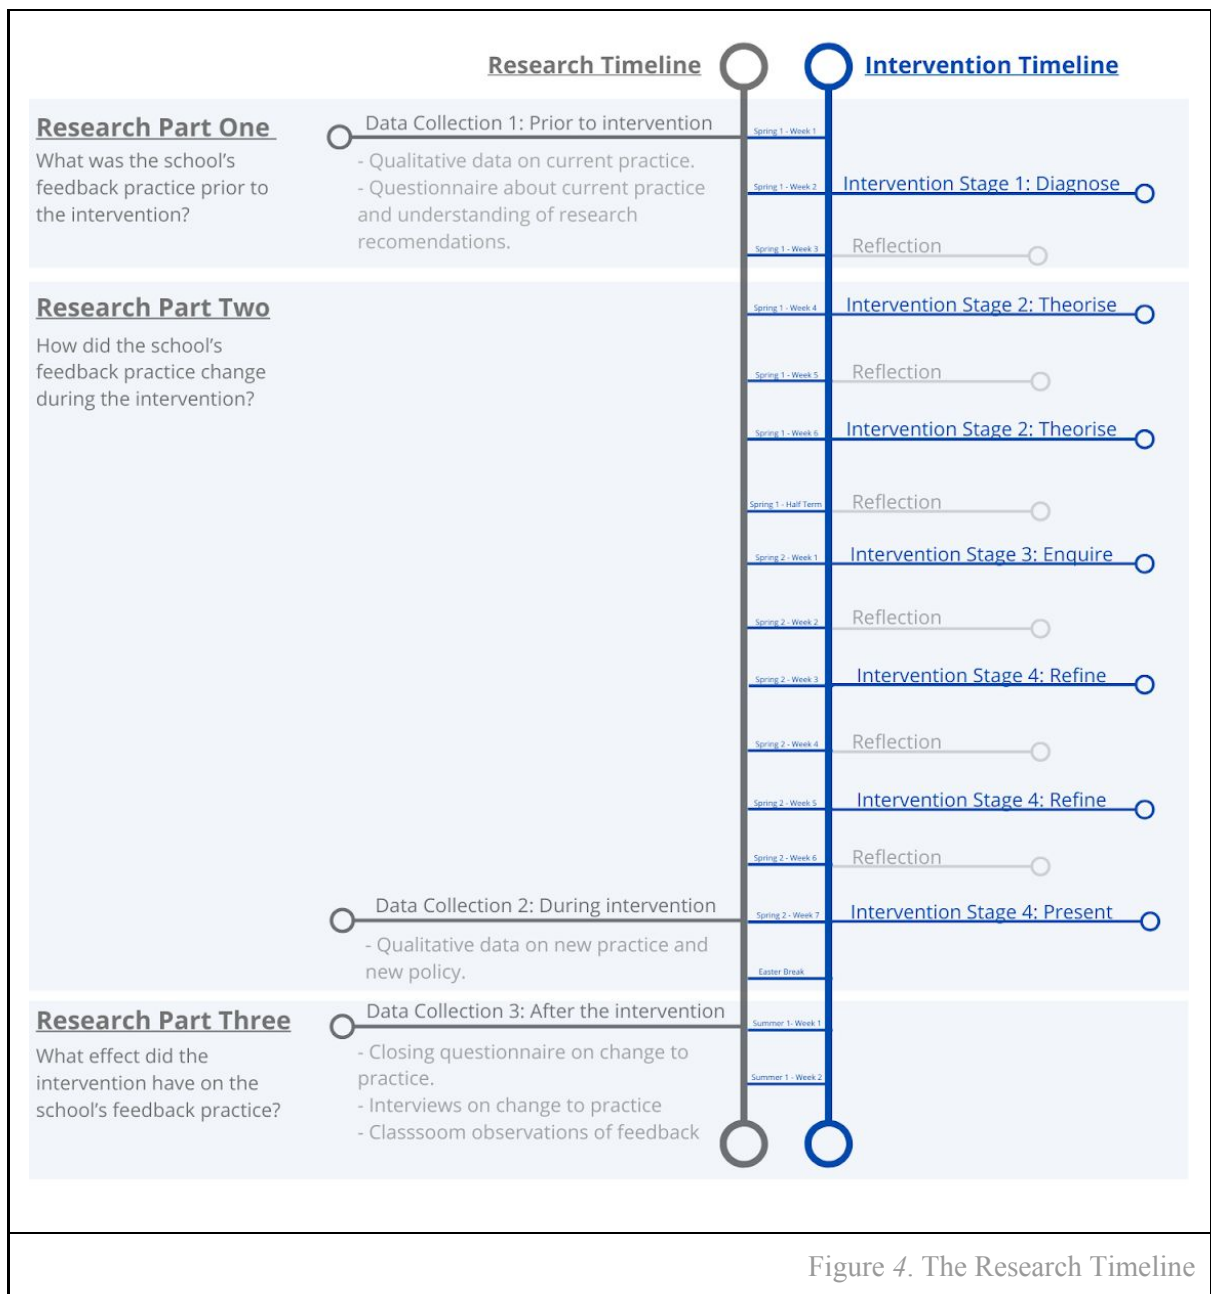 Research Timeline
Intervention Timeline
Research Part One
What was the school's
feedback practice prior to
the intervention?
Data Collection 1: Prior to intervention
- Qualitative data on current practice.
- Questionnaire about current practice
and understanding of research
recomendations.
Spring 1 - Week 1
Spring 1 - Week 2
Intervention Stage 1: Diagnose
Spring 1 - Week 3
Reflection
Research Part Two
How did the school's
feedback practice change
during the intervention?
Spring 1 - Week 4
Intervention Stage 2: Theorise
Spring 1 - Week 5
Reflection
Spring 1 - Week 6
Intervention Stage 2: Theorise
Spring 1 - Half Term
Reflection
Spring 2 - Week 1
Intervention Stage 3: Enquire
Spring 2 - Week 2
Reflection
Spring 2 - Week 3
Intervention Stage 4: Refine
Spring 2 - Week 4
Reflection
Spring 2 - Week 5
Intervention Stage 4: Refine
Spring 2 - Week 6
Reflection
Data Collection 2: During intervention
- Qualitative data on new practice and
new policy.
Spring 2 - Week 7
Intervention Stage 4: Present
Easter Break
Research Part Three
What effect did the
intervention have on the
school's feedback practice?
Data Collection 3: After the intervention
- Closing questionnaire on change to
practice.
- Interviews on change to practice
- Classsoom observations of feedback
Summer 1- Week 1
Summer 1 - Week 2
Figure 4. The Research Timeline